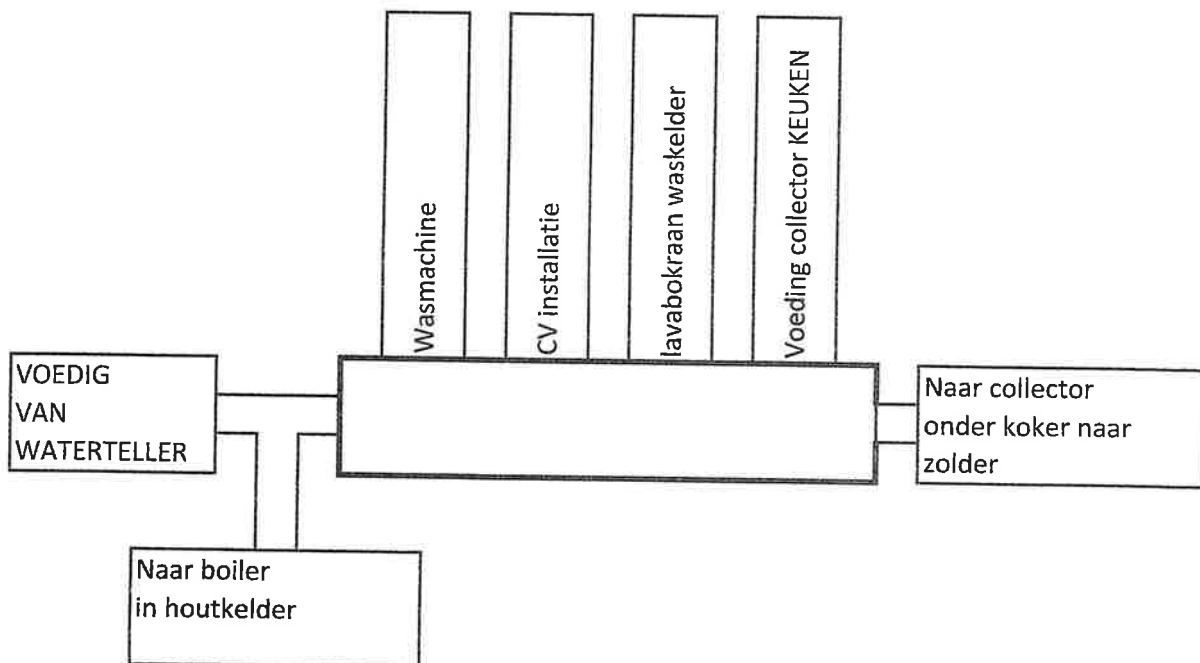 Wasmachine
CV installatie
lavabokraan waskelder
Voeding collector KEUKEN
VOEDIG
VAN
WATERTELLER
Naar collector
onder koker naar
zolder
Naar boiler
in houtkelder